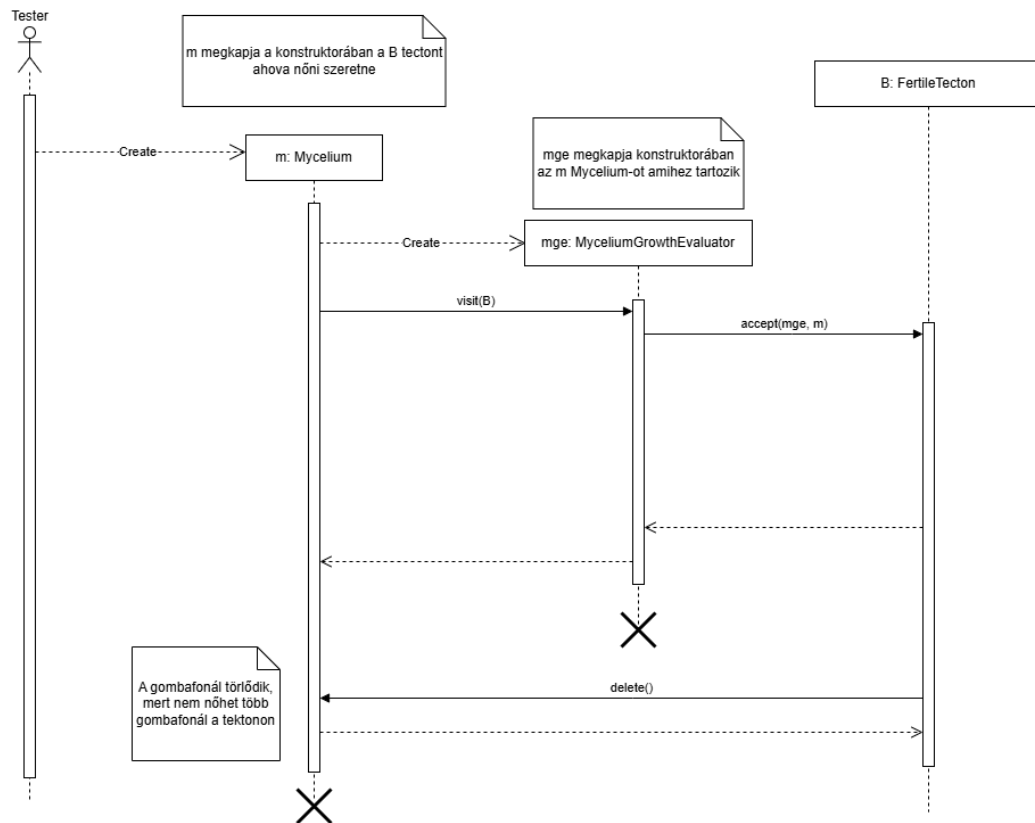 Tester
m megkapja a konstruktorában a B tectont
ahova nőni szeretne
B: FertileTecton
Create
m: Mycelium
mge megkapja konstruktorában
az m Mycelium-ot amihez tartozik
Create
mge: MyceliumGrowthEvaluator
visit(B)
accept(mge, m)
A gombafonál törlődik,
mert nem nőhet több
gombafonál a tektonon
delete()